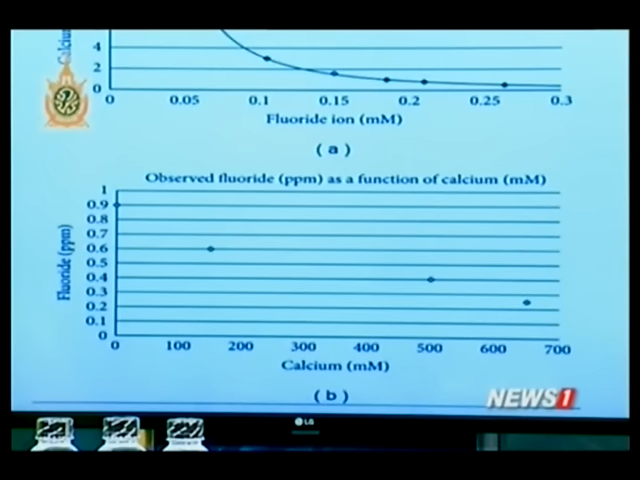 Calcium
4
2
0
0 0.05 0.1 0.15 0.2 0.25 0.3
Fluoride ion (mM)
( a )
Observed fluoride (ppm) as a function of calcium (mM)
Fluoride (ppm)
1
0.9
0.8
0.7
0.6
0.5
0.4
0.3
0.2
0.1
0
0 100 200 300 400 500 600 700
Calcium (mM)
( b )
NEWS1
LG